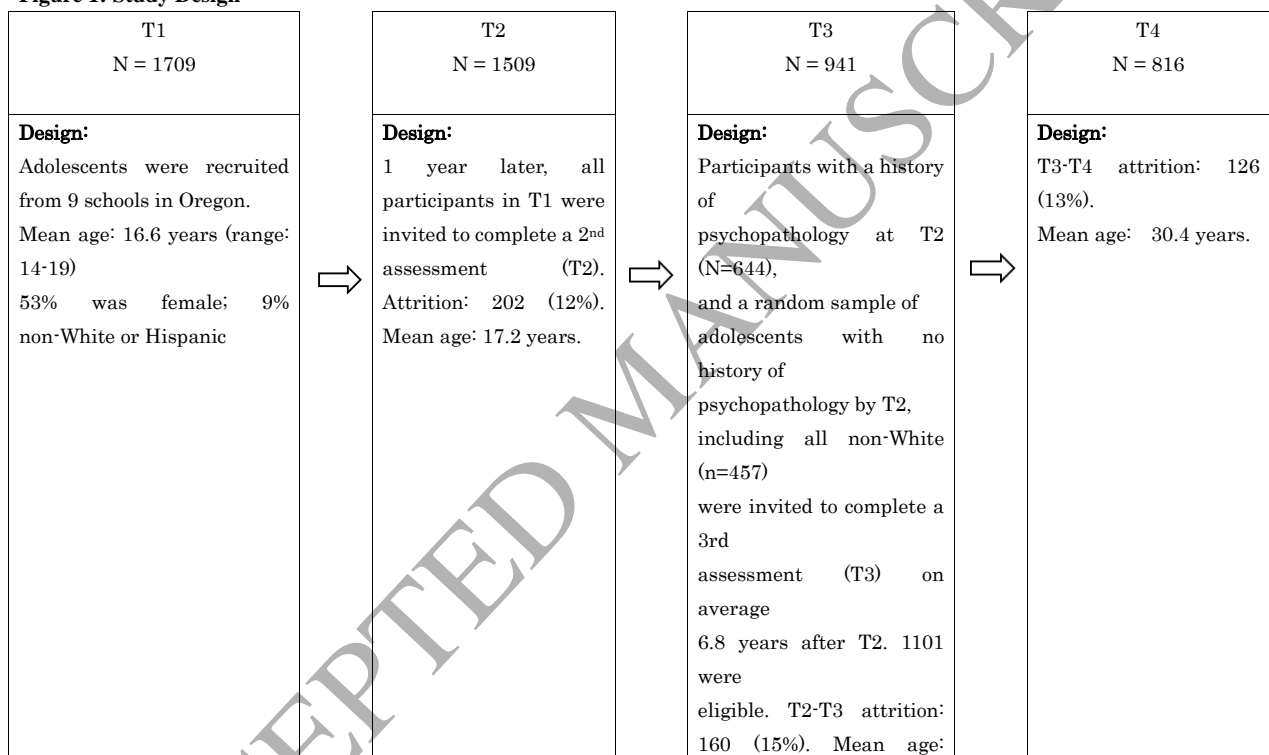 Figure 1. Study Design
T1
N = 1709
Design:
Adolescents were recruited
from 9 schools in Oregon.
Mean age: 16.6 years (range:
14-19)
53% was female; 9%
non-White or Hispanic
T2
N = 1509
Design:
1 year later, all
participants in T1 were
invited to complete a 2nd
assessment (T2).
Attrition: 202 (12%).
Mean age: 17.2 years.
T3
N = 941
Design:
Participants with a history
of
psychopathology at T2
(N=644),
and a random sample of
adolescents with no
history of
psychopathology by T2,
including all non-White
(n=457)
were invited to complete a
3rd
assessment (T3) on
average
6.8 years after T2. 1101
were
eligible. T2-T3 attrition:
160 (15%). Mean age:
T4
N = 816
Design:
T3-T4 attrition: 126
(13%).
Mean age: 30.4 years.
EPTED MANUSCR